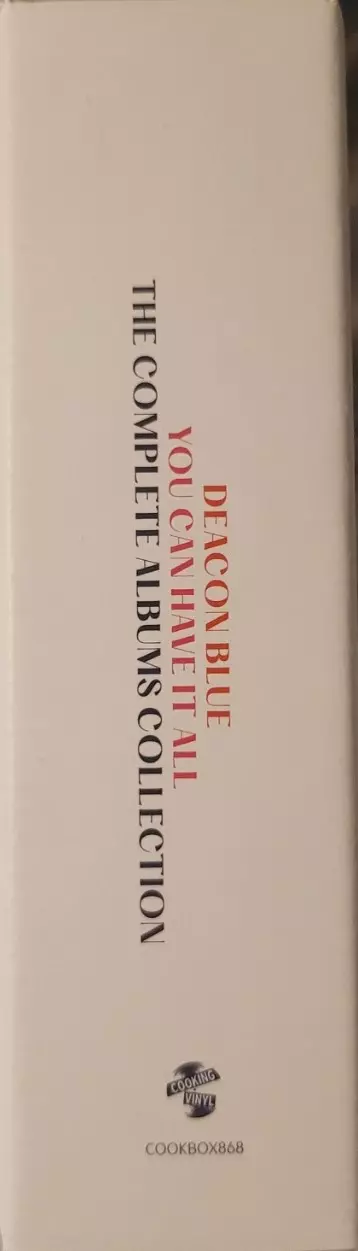 DEACON BLUE
YOU CAN HAVE IT ALL
THE COMPLETE ALBUMS COLLECTION
COOKING
VINYL
COOKBOX868